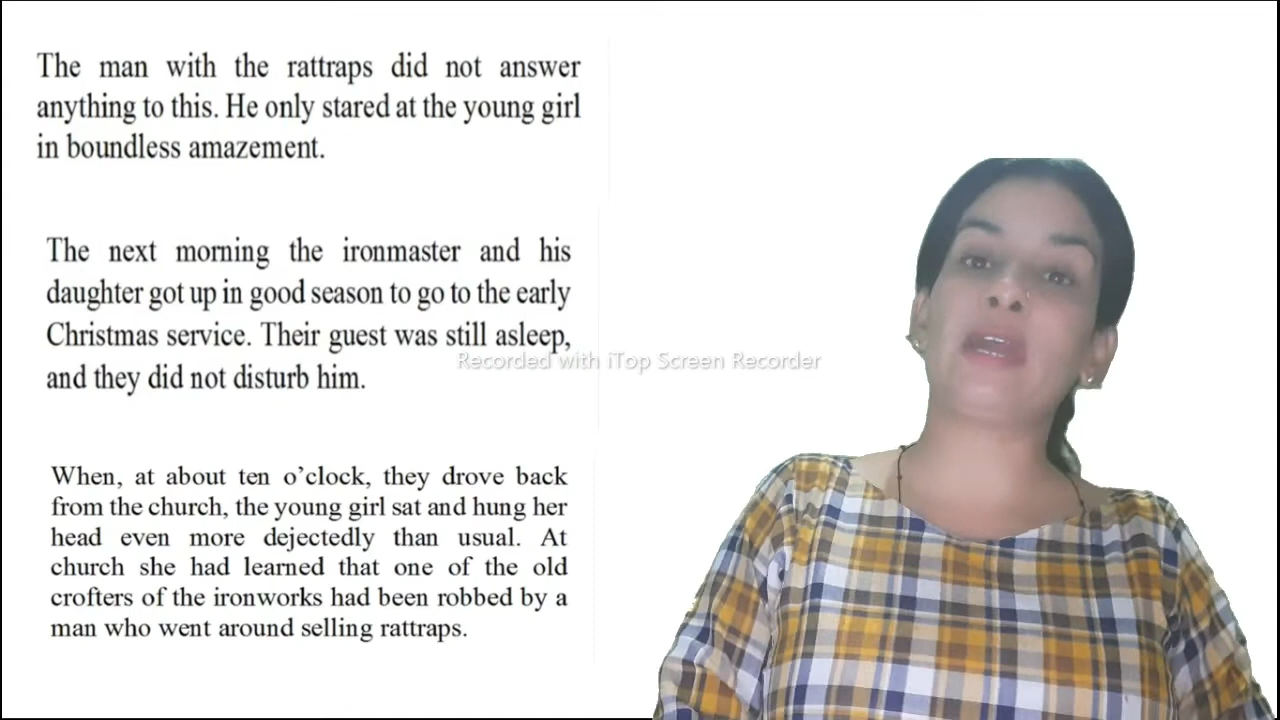 The man with the rattraps did not answer
anything to this. He only stared at the young girl
in boundless amazement.
The next morning the ironmaster and his
daughter got up in good season to go to the early
Christmas service. Their guest was still asleep,
and they did not disturb him.
Recorded with iTop Screen Recorder
When, at about ten o’clock, they drove back
from the church, the young girl sat and hung her
head even more dejectedly than usual. At
church she had learned that one of the old
crofters of the ironworks had been robbed by a
man who went around selling rattraps.